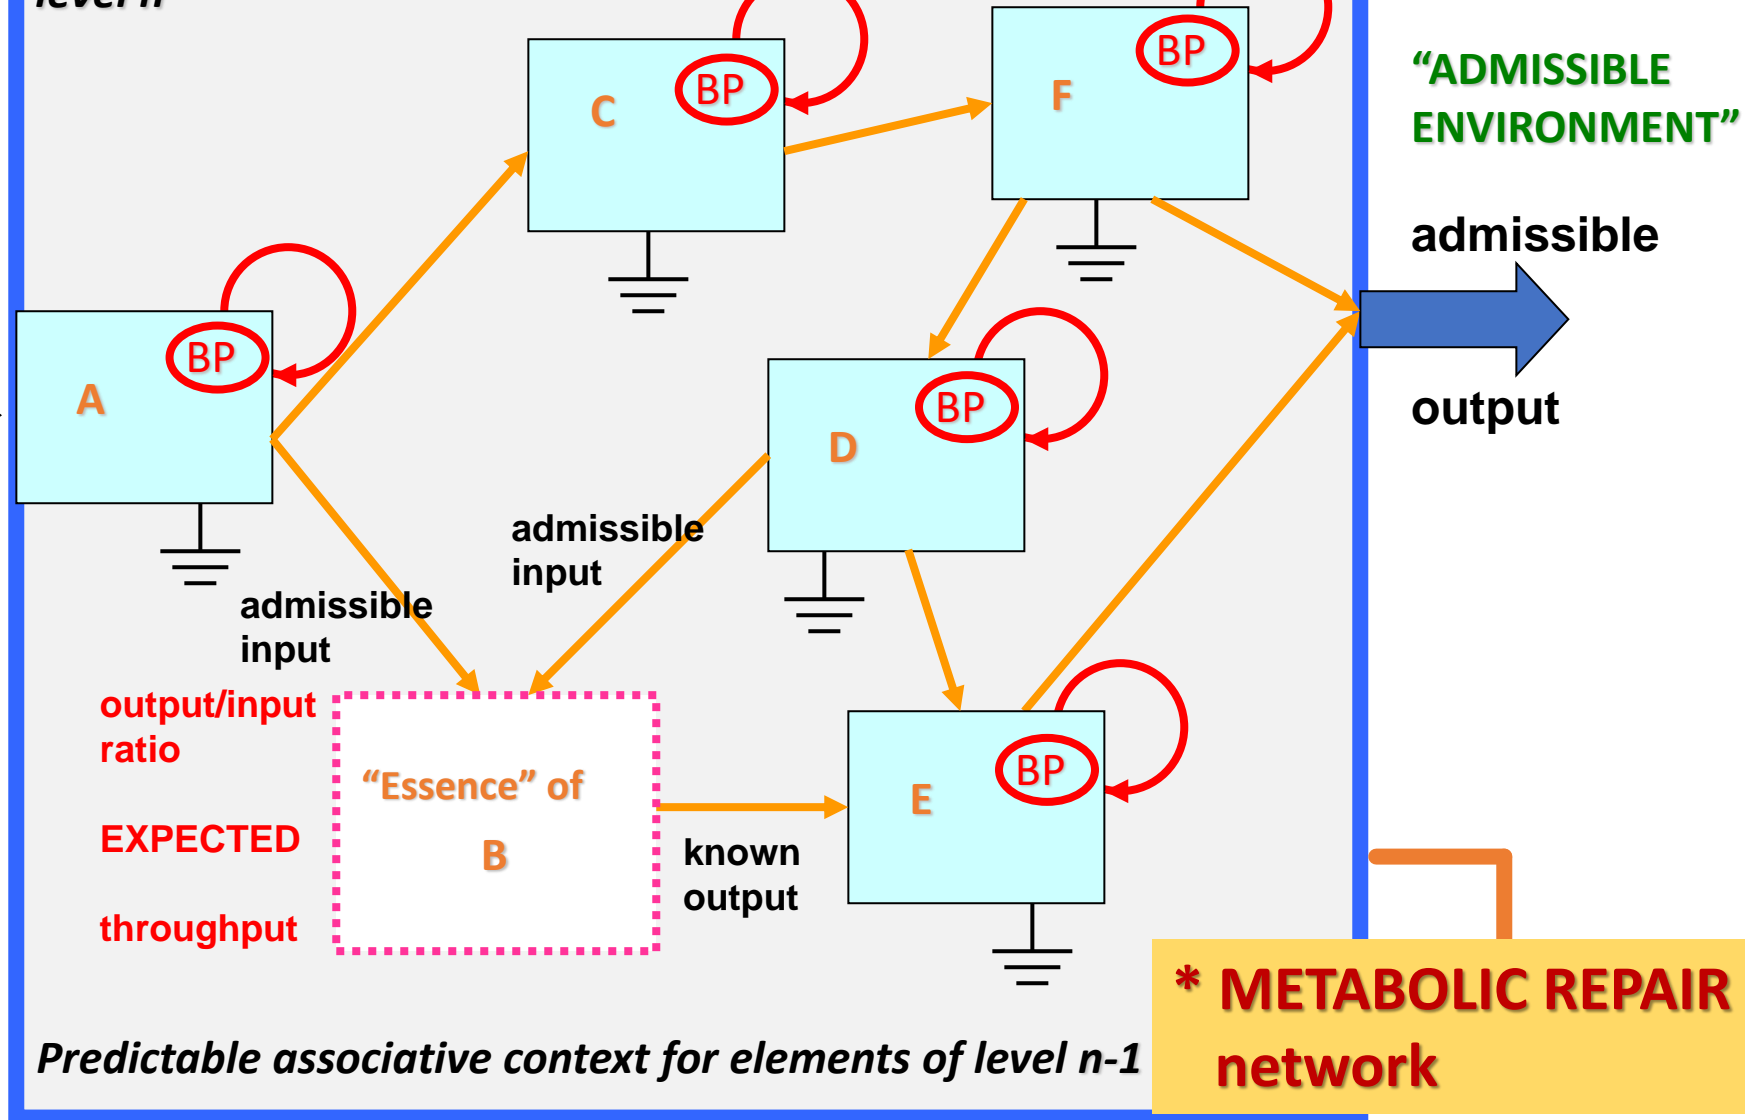 level n
BP
BP
C
F
“ADMISSIBLE
ENVIRONMENT”
admissible
BP
A
BP
D
output
admissible
input
admissible
input
output/input
ratio
“Essence” of
B
EXPECTED
throughput
known
output
BP
E
* METABOLIC REPAIR
network
Predictable associative context for elements of level n-1